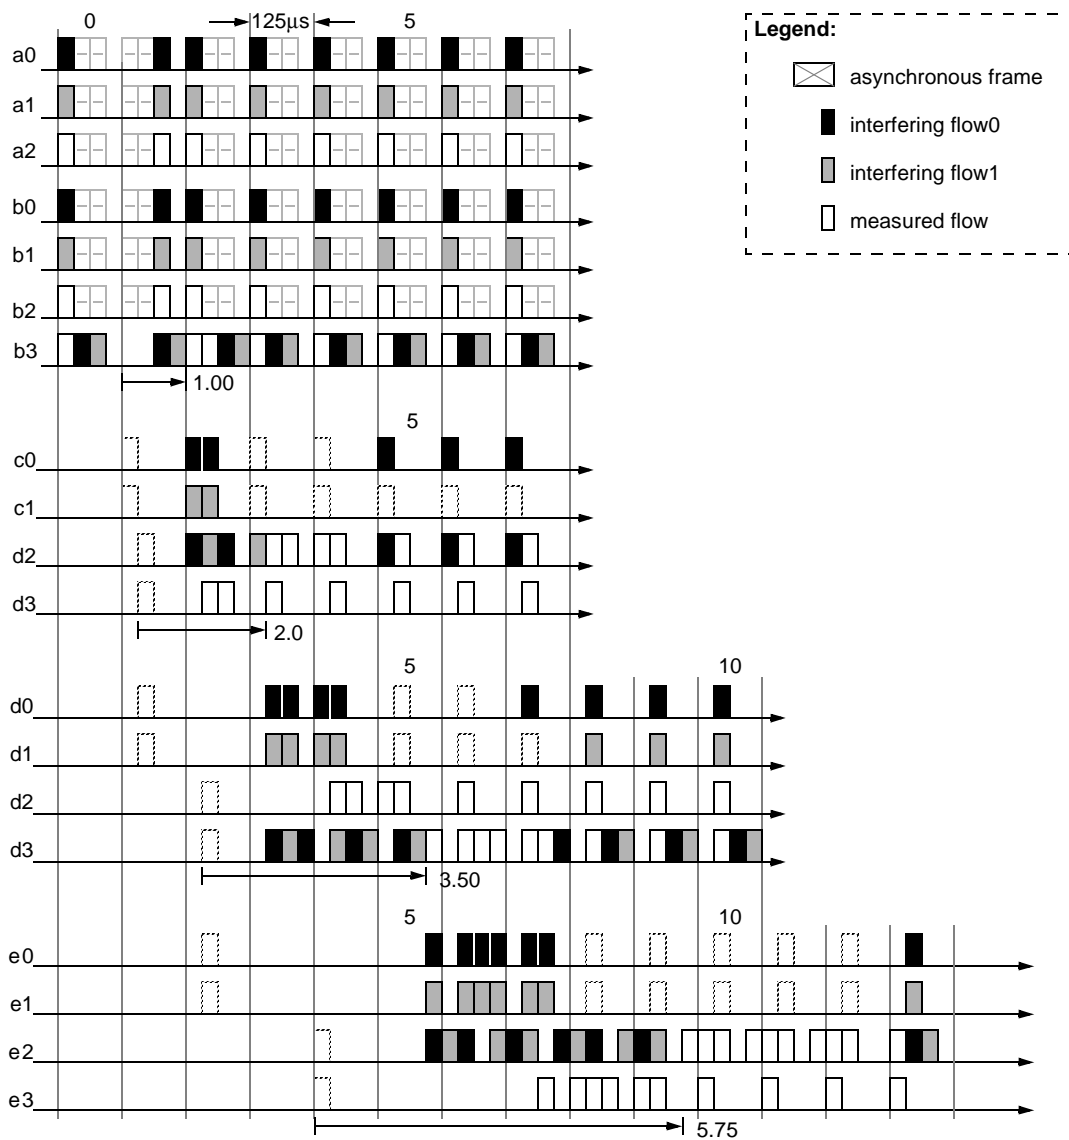 0 125μs 5
Legend:
a0
asynchronous frame
a1
interfering flow0
a2
interfering flow1
b0
measured flow
b1
b2
b3
1.00
5
c0
c1
d2
d3
2.0
5 10
d0
d1
d2
d3
3.50
5 10
e0
e1
e2
e3
5.75